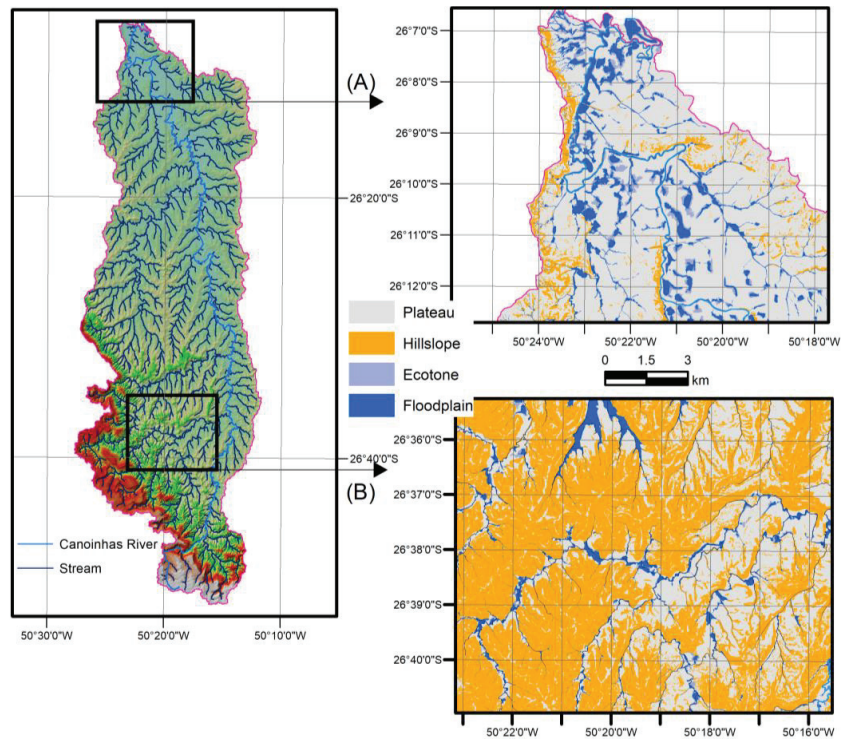 (A)
26°20'0"S
26°40'0"S
(B)
Canoinhas River
Stream
50°30'0"W
50°20'0"W
50°10'0"W
Plateau
Hillslope
Ecotone
Floodplain
26°7'0"S
26°8'0"S
26°9'0"S
26°10'0"S
26°11'0"S
26°12'0"S
50°24'0"W
50°22'0"W
50°20'0"W
50°18'0"W
0 1.5 3
km
26°36'0"S
26°37'0"S
26°38'0"S
26°39'0"S
26°40'0"S
50°22'0"W
50°20'0"W
50°18'0"W
50°16'0"W